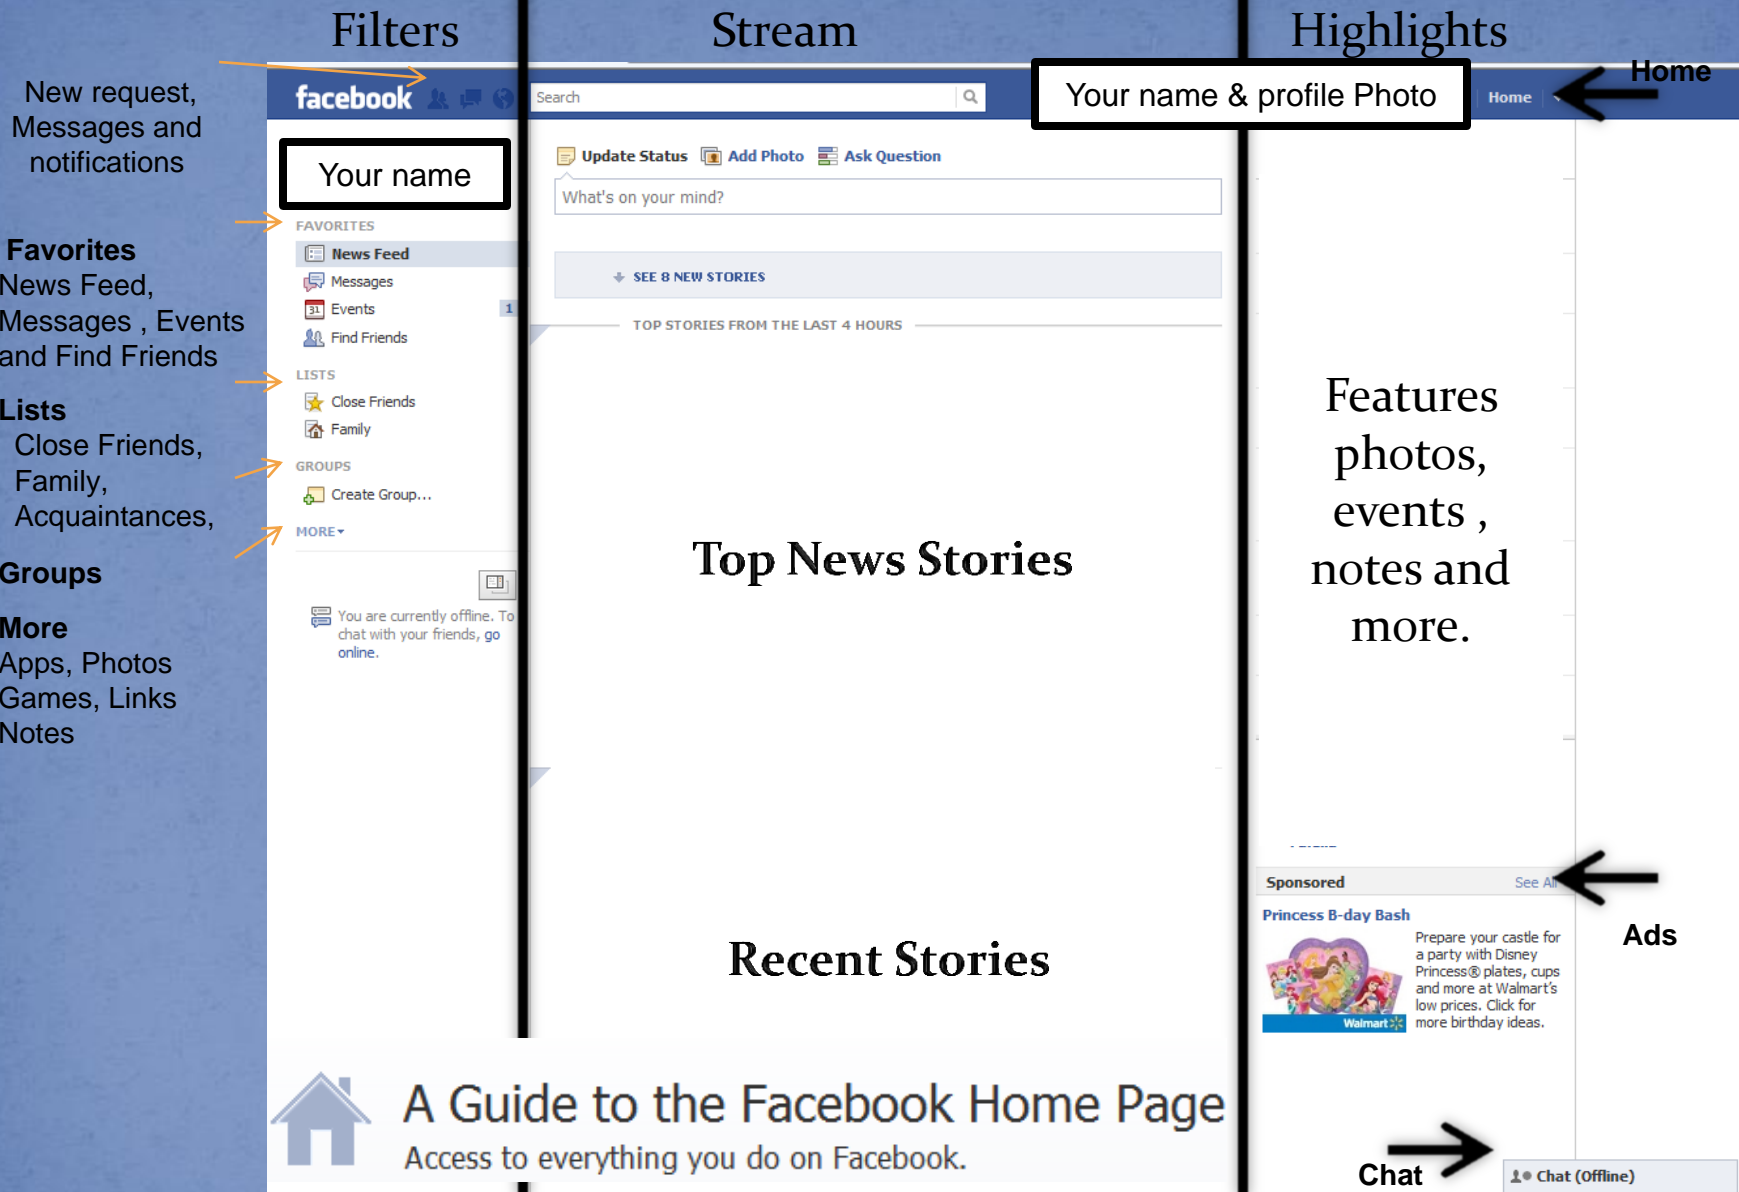 Filters
Stream
Highlights
New request,
Messages and
notifications
Favorites
News Feed,
Messages , Events
and Find Friends
Lists
Close Friends,
Family,
Acquaintances,
Groups
More
Apps, Photos
Games, Links
Notes
facebook
Search
Your name & profile Photo
Home
Home
Your name
FAVORITES
News Feed
Messages
31 Events 1
Find Friends
LISTS
Close Friends
Family
GROUPS
Create Group...
MORE
You are currently offline. To
chat with your friends, go
online.
Update Status Add Photo Ask Question
What's on your mind?
SEE 8 NEW STORIES
TOP STORIES FROM THE LAST 4 HOURS
Top News Stories
Recent Stories
Features
photos,
events ,
notes and
more.
Sponsored See All
Princess B-day Bash
Prepare your castle for
a party with Disney
Princess® plates, cups
and more at Walmart's
low prices. Click for
more birthday ideas.
Walmart
Ads
A Guide to the Facebook Home Page
Access to everything you do on Facebook.
Chat
Chat (Offline)